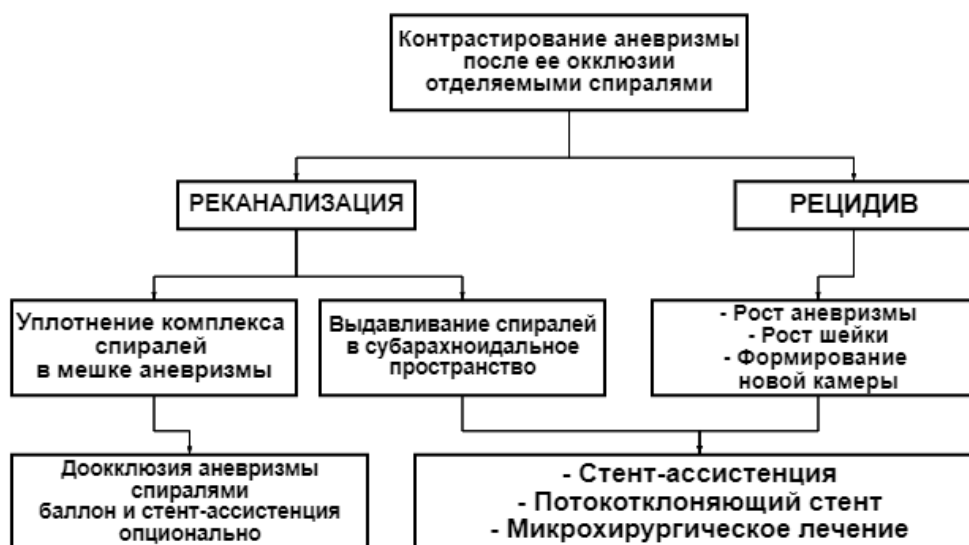 Контрастирование аневризмы
после ее окклюзии
отделяемыми спиралями
РЕКАНАЛИЗАЦИЯ
РЕЦИДИВ
Уплотнение комплекса
спиралей
в мешке аневризмы
Выдавливание спиралей
в субарахноидальное
пространство
- Рост аневризмы
- Рост шейки
- Формирование
новой камеры
Доокклюзия аневризмы
спиралями
баллон и стент-ассистенция
опционально
- Стент-ассистенция
- Потокотклоняющий стент
- Микрохирургическое лечение